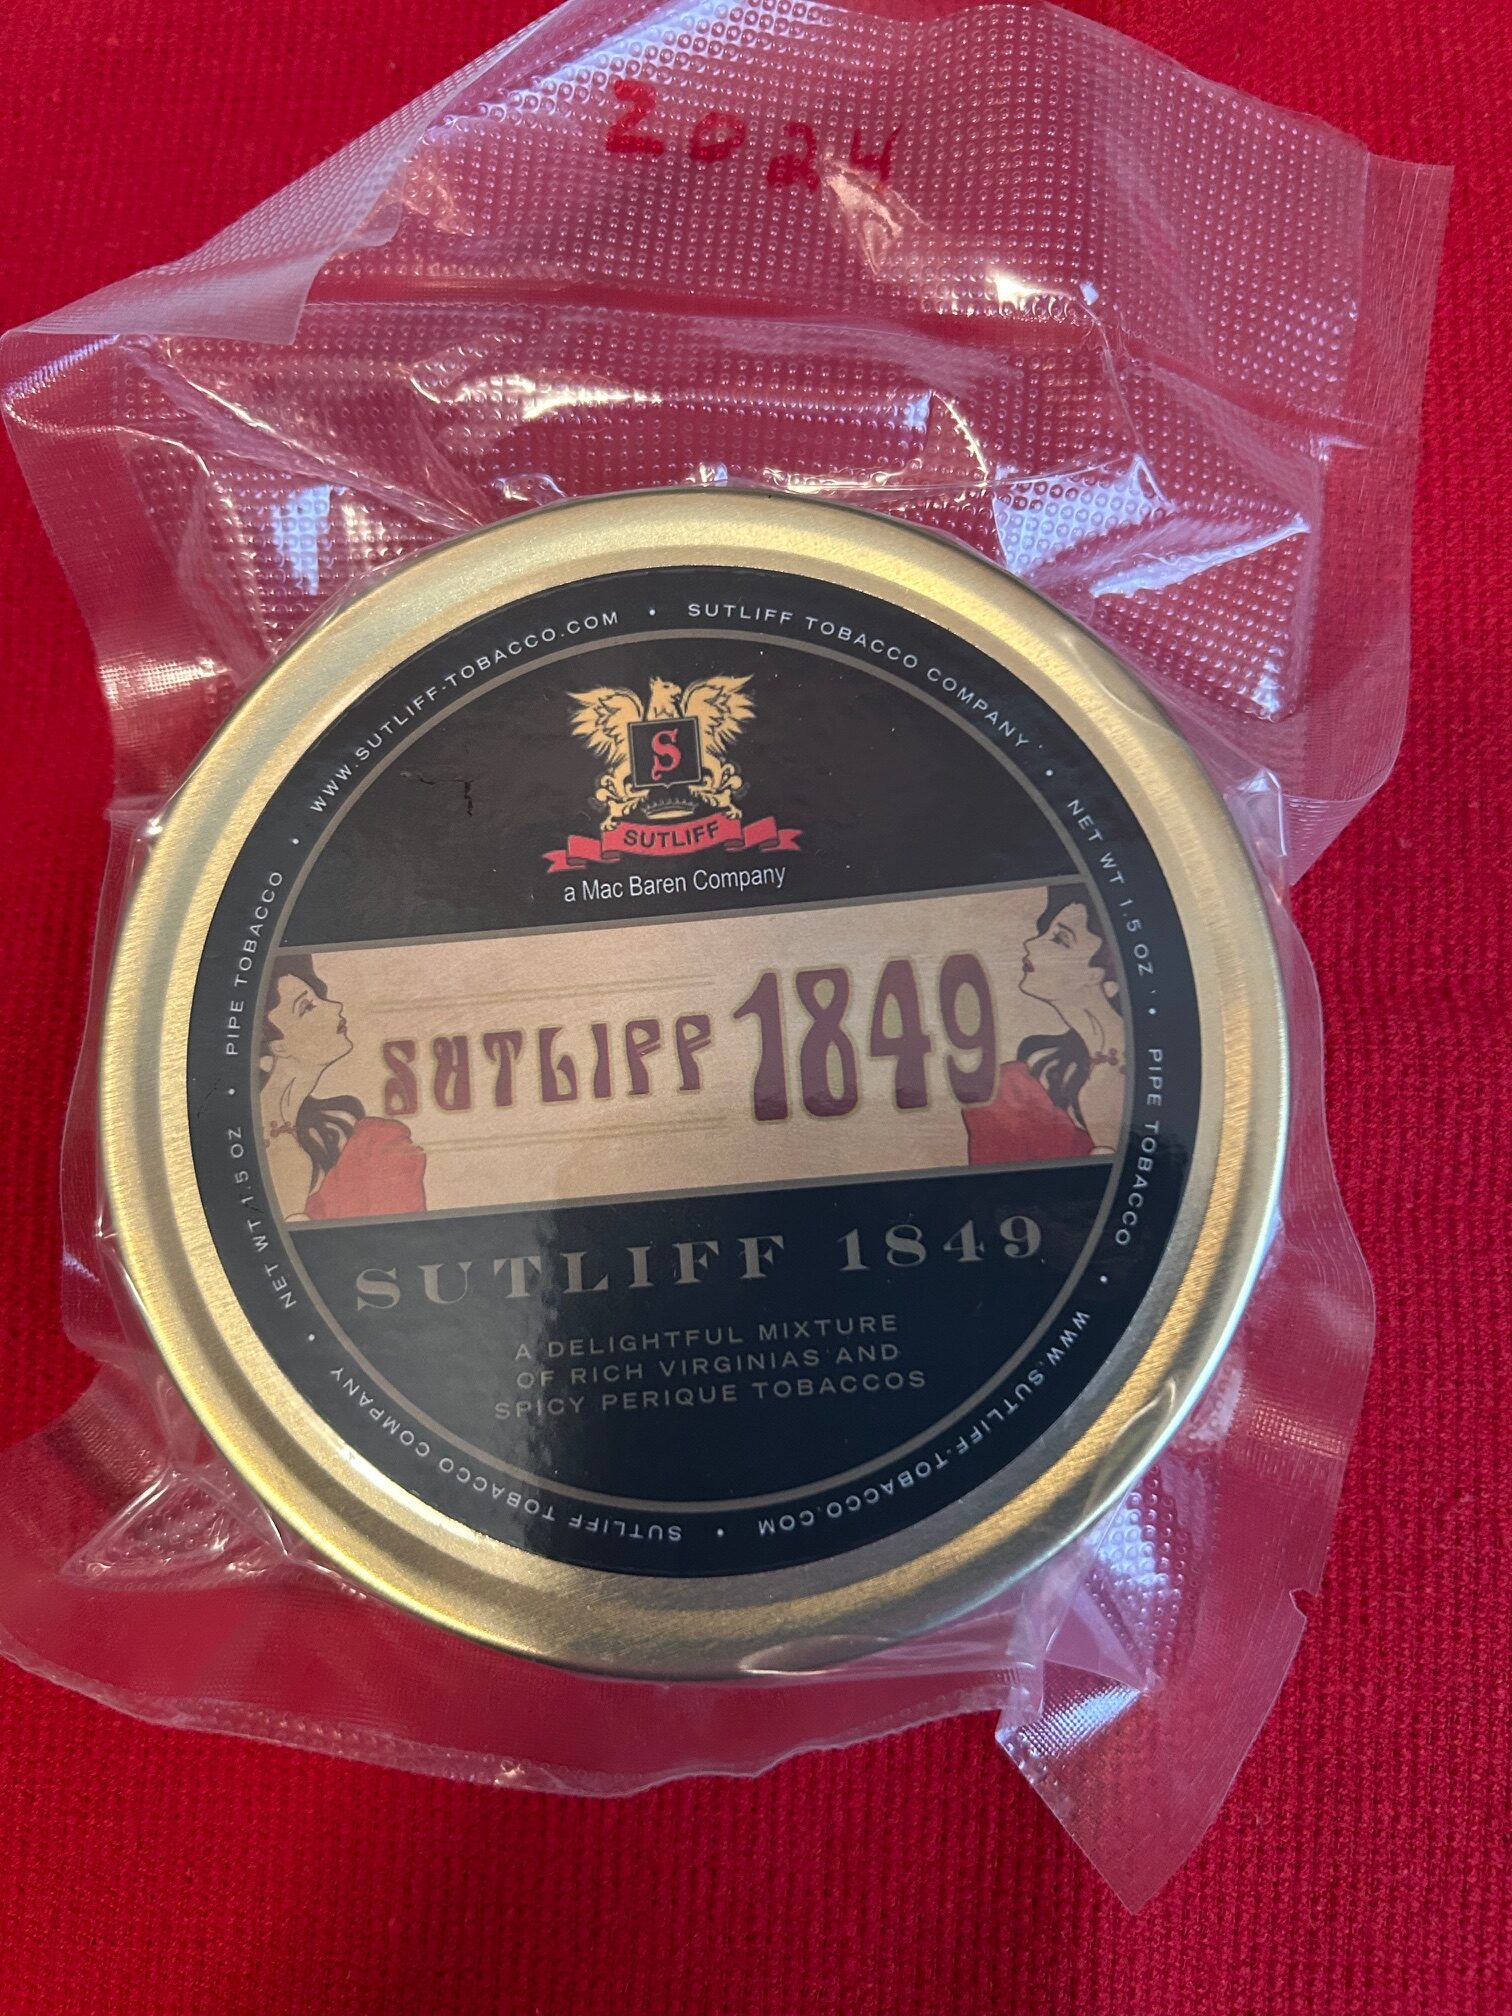 2024
WWW.SUTLIFF-TOBACCO.COM • SUTLIFF TOBACCO COMPANY • NET WT 1.5 OZ • PIPE TOBACCO • WWW.SUTLIFF-TOBACCO.COM • SUTLIFF TOBACCO COMPANY • NET WT 1.5 OZ • PIPE TOBACCO •
S
SUTLIFF
a Mac Baren Company
SUTLIFF 1849
SUTLIFF 1849
A DELIGHTFUL MIXTURE
OF RICH VIRGINIAS AND
SPICY PERIQUE TOBACCOS